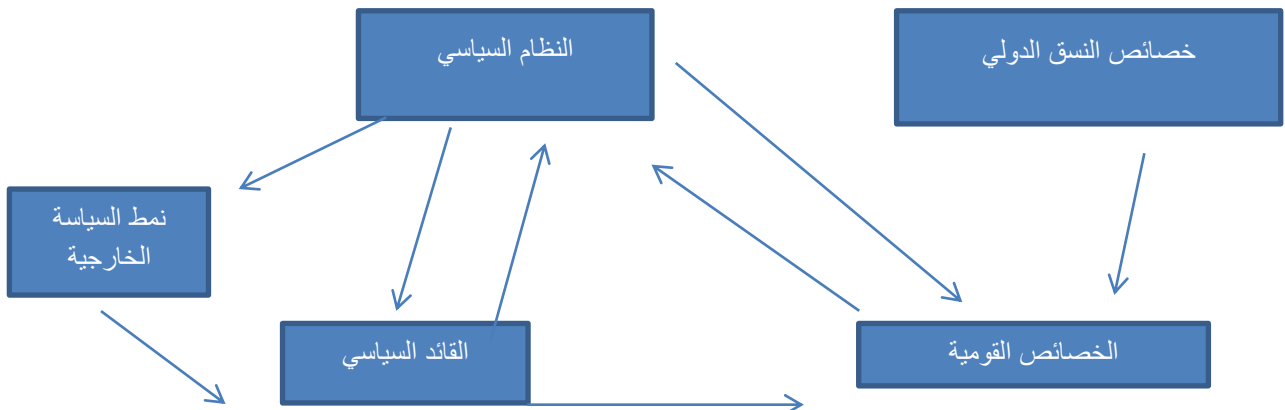 خصائص النسق الدولي
النظام السياسي
نمط السياسة
الخارجية
الخصائص القومية
القائد السياسي